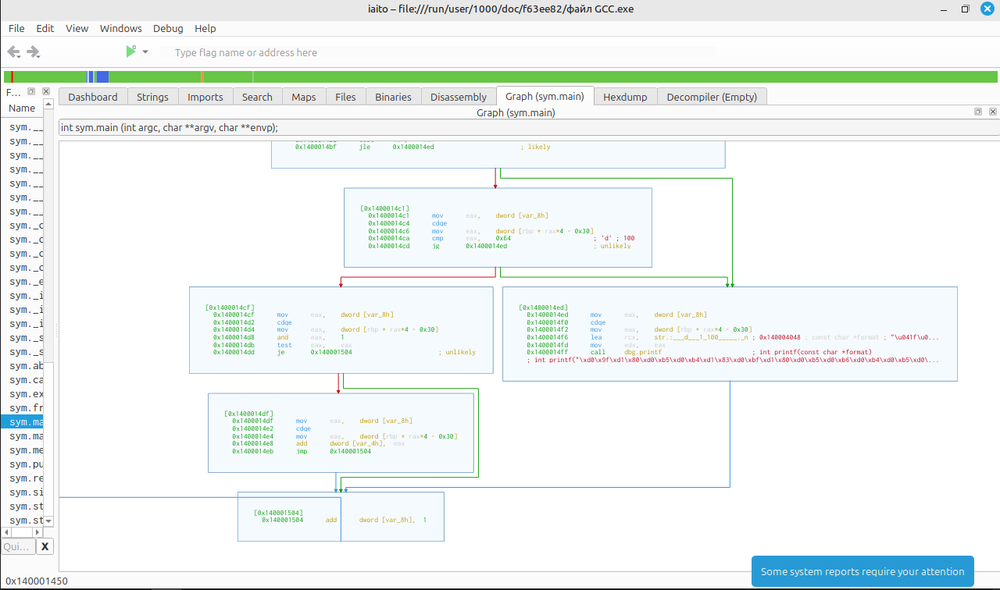 iaito – file:///run/user/1000/doc/f63ee82/файл GCC.exe
File Edit View Windows Debug Help
Type flag name or address here
F...
Name
Dashboard Strings Imports Search Maps Files Binaries Disassembly Graph (sym.main) Hexdump Decompiler (Empty)
Graph (sym.main)
int sym.main (int argc, char **argv, char **envp);
sym.__
sym.__
sym.__
sym.__
sym.__
sym.__
sym.__
sym._c
sym._c
sym._c
sym._c
sym._e
sym._i
sym._i
sym._i
sym._s
sym._s
sym.ab
sym.ca
sym.ex
sym.fr
sym.ma
sym.ma
sym.me
sym.pu
sym.re
sym.si
sym.st
sym.st
Qui... X
0x1400014bf jle 0x1400014ed ; likely
[0x1400014c1]
0x1400014c1 mov eax, dword [var_8h]
0x1400014c4 cdqe
0x1400014c6 mov eax, dword [rbp + rax*4 - 0x30]
0x1400014ca cmp eax, 0x64 ; 'd' ; 100
0x1400014cd jg 0x1400014ed ; unlikely
[0x1400014cf]
0x1400014cf mov eax, dword [var_8h]
0x1400014d2 cdqe
0x1400014d4 mov eax, dword [rbp + rax*4 - 0x30]
0x1400014d8 and eax, 1
0x1400014db test eax, eax
0x1400014dd je 0x140001504 ; unlikely
[0x1400014ed]
0x1400014ed mov eax, dword [var_8h]
0x1400014f0 cdqe
0x1400014f2 mov eax, dword [rbp + rax*4 - 0x30]
0x1400014f6 lea rcx, str.:___d___1_100_____._n ; 0x140004048 ; const char *format ; "\u041f\u0...
0x1400014fd mov edx, eax
0x1400014ff call dbg.printf ; int printf(const char *format)
; int printf("\xd0\x9f\xd1\x80\xd0\xb5\xd0\xb4\xd1\x83\xd0\xbf\xd1\x80\xd0\xb5\xd0\xb6\xd0\xb4\xd0\xb5\xd0\...
[0x1400014df]
0x1400014df mov eax, dword [var_8h]
0x1400014e2 cdqe
0x1400014e4 mov eax, dword [rbp + rax*4 - 0x30]
0x1400014e8 add dword [var_4h], eax
0x1400014eb jmp 0x140001504
[0x140001504]
0x140001504 add dword [var_8h], 1
Some system reports require your attention
0x140001450